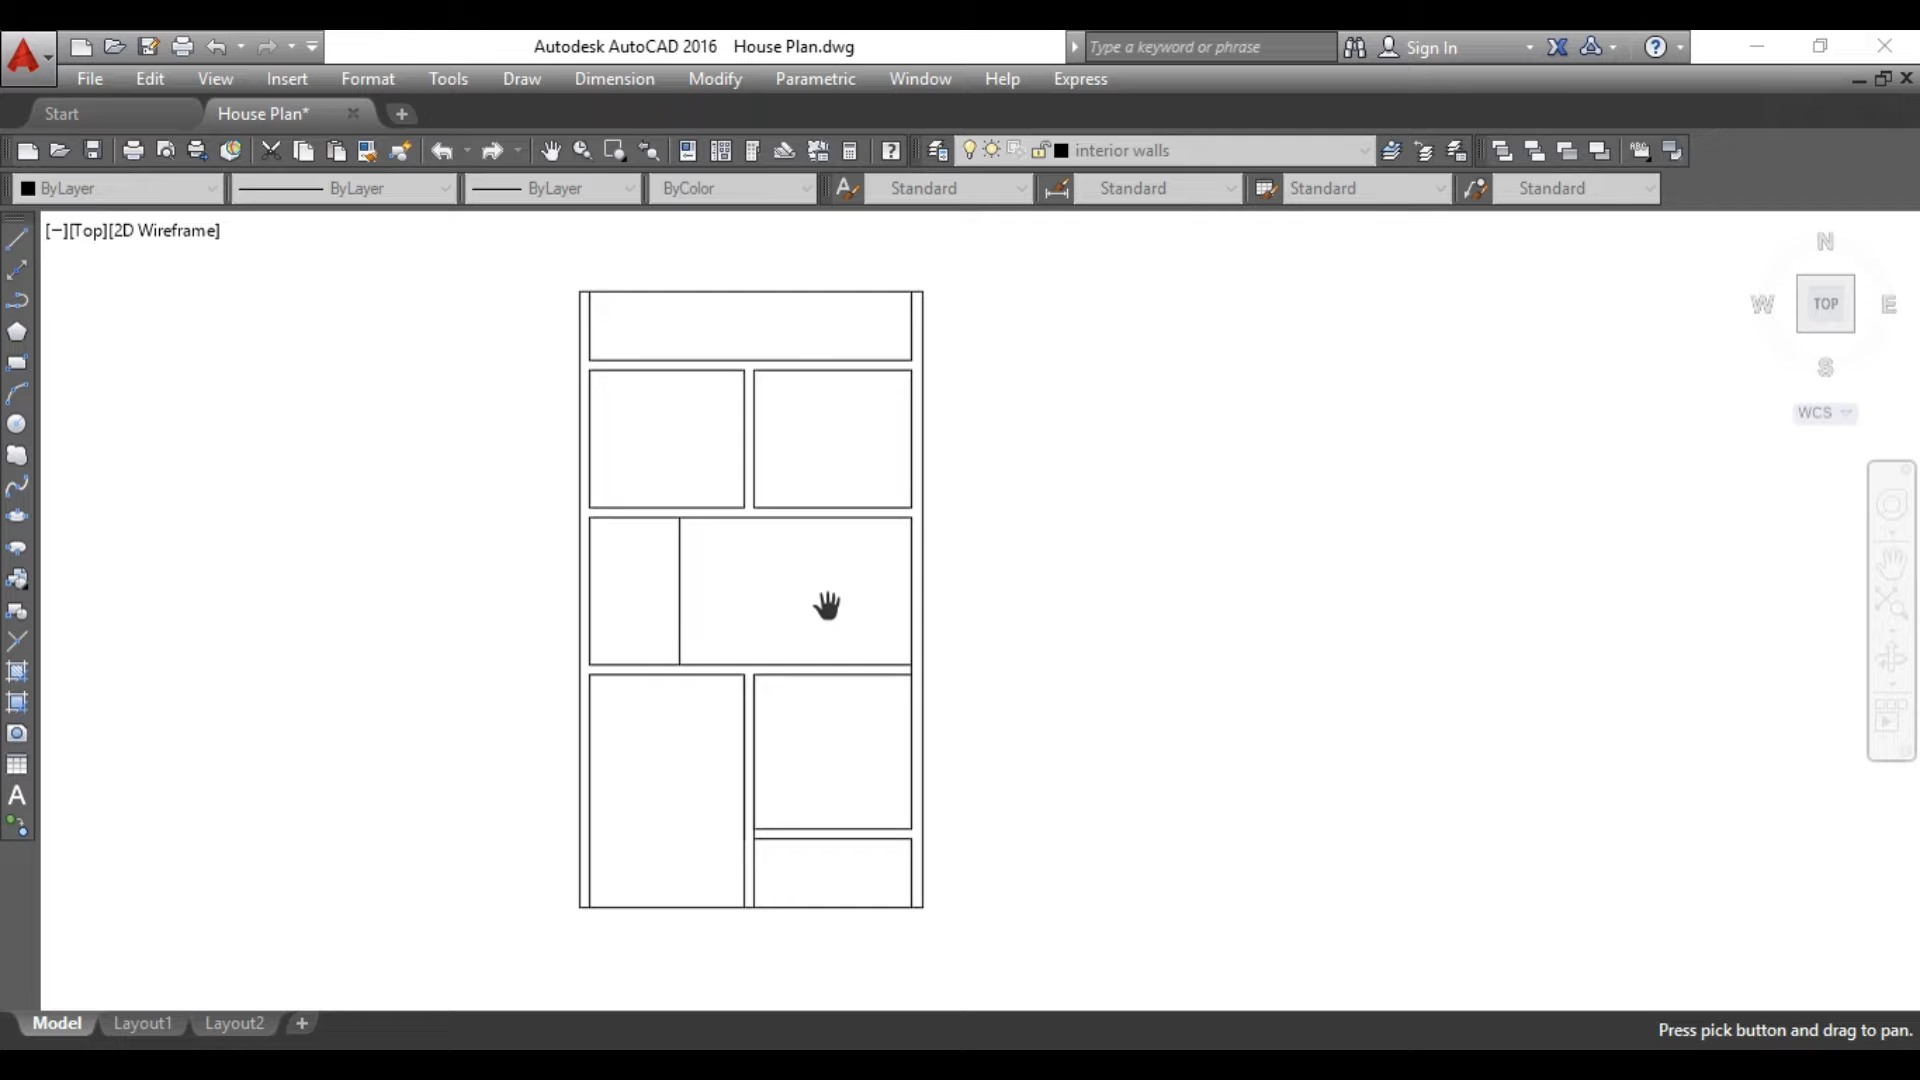 Autodesk AutoCAD 2016 House Plan.dwg
Type a keyword or phrase
Sign In
File Edit View Insert Format Tools Draw Dimension Modify Parametric Window Help Express
Start House Plan*
interior walls
ByLayer ByLayer ByLayer ByColor Standard Standard Standard Standard
[−][Top][2D Wireframe]
N
W TOP E
S
WCS
A
Model Layout1 Layout2
Press pick button and drag to pan.